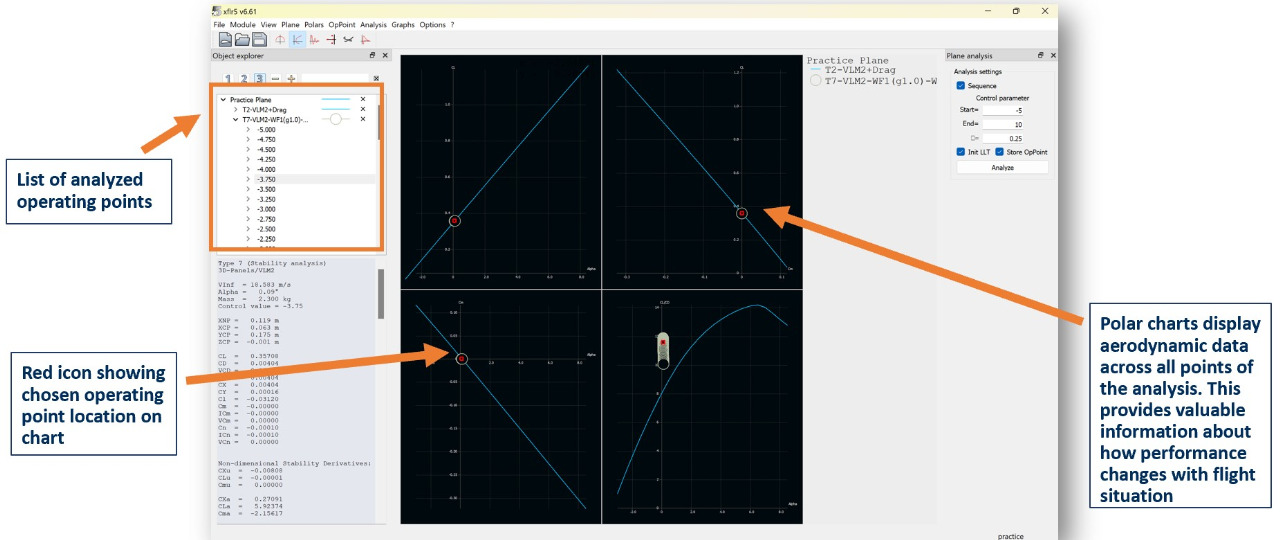 xflr5 v6.61
File Module View Plane Polars OpPoint Analysis Graphs Options ?
Object explorer
1 2 3
Practice Plane
T2-VLM2+Drag
T7-VLM2-WF1(g1.0)-...
-5.000
-4.750
-4.500
-4.250
-4.000
-3.750
-3.500
-3.250
-3.000
-2.750
-2.500
-2.250
List of analyzed
operating points
Type 7 (Stability analysis)
3D-Panels/VLM2
VInf = 18.583 m/s
Alpha = 0.09°
Mass = 2.300 kg
Control value = -3.75
XNP = 0.119 m
XCP = 0.063 m
YCP = 0.175 m
ZCP = -0.001 m
CL = 0.35708
CD = 0.00404
CX = 0.00404
CY = 0.00016
Cl = -0.03120
Cm = -0.00000
ICm = -0.00000
VCm = 0.00000
Cn = -0.00010
ICn = -0.00010
VCn = 0.00000
Non-dimensional Stability Derivatives:
CXu = -0.00808
CLu = -0.00001
Cmu = 0.00000
CXa = 0.27091
CLa = 5.92374
Cma = -2.15617
Red icon showing
chosen operating
point location on
chart
CL
Alpha
CL
Cm
Cm
Alpha
CL/CD
Alpha
Practice Plane
T2-VLM2+Drag
T7-VLM2-WF1(g1.0)-W
Plane analysis
Analysis settings
Sequence
Control parameter
Start= -5
End= 10
D= 0.25
Init LLT Store OpPoint
Analyze
Polar charts display
aerodynamic data
across all points of
the analysis. This
provides valuable
information about
how performance
changes with flight
situation
practice